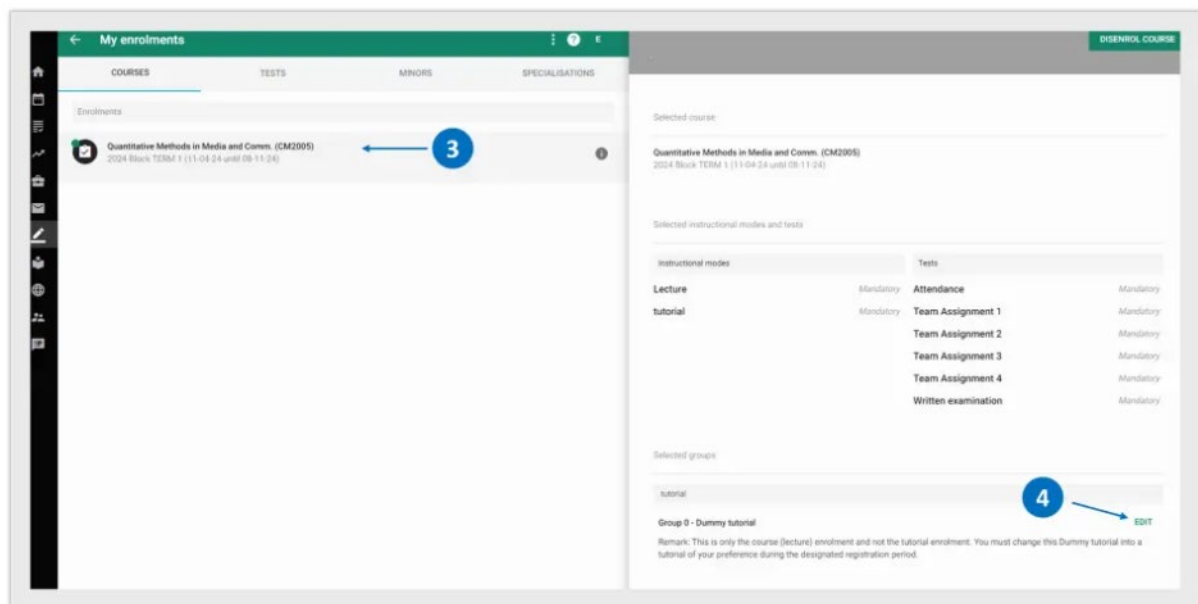 My enrolments
E
DISENROL COURSE
COURSES
TESTS
MINORS
SPECIALISATIONS
Enrolments
Quantitative Methods in Media and Comm. (CM2005)
2024 Block TERM 1 (11-04-24 until 08-11-24)
3
Selected course
Quantitative Methods in Media and Comm. (CM2005)
2024 Block TERM 1 (11-04-24 until 08-11-24)
Selected instructional modes and tests
Instructional modes
Tests
Lecture Mandatory
Attendance Mandatory
tutorial Mandatory
Team Assignment 1 Mandatory
Team Assignment 2 Mandatory
Team Assignment 3 Mandatory
Team Assignment 4 Mandatory
Written examination Mandatory
Selected groups
tutorial
4
Group 0 - Dummy tutorial
EDIT
Remark: This is only the course (lecture) enrolment and not the tutorial enrolment. You must change this Dummy tutorial into a
tutorial of your preference during the designated registration period.